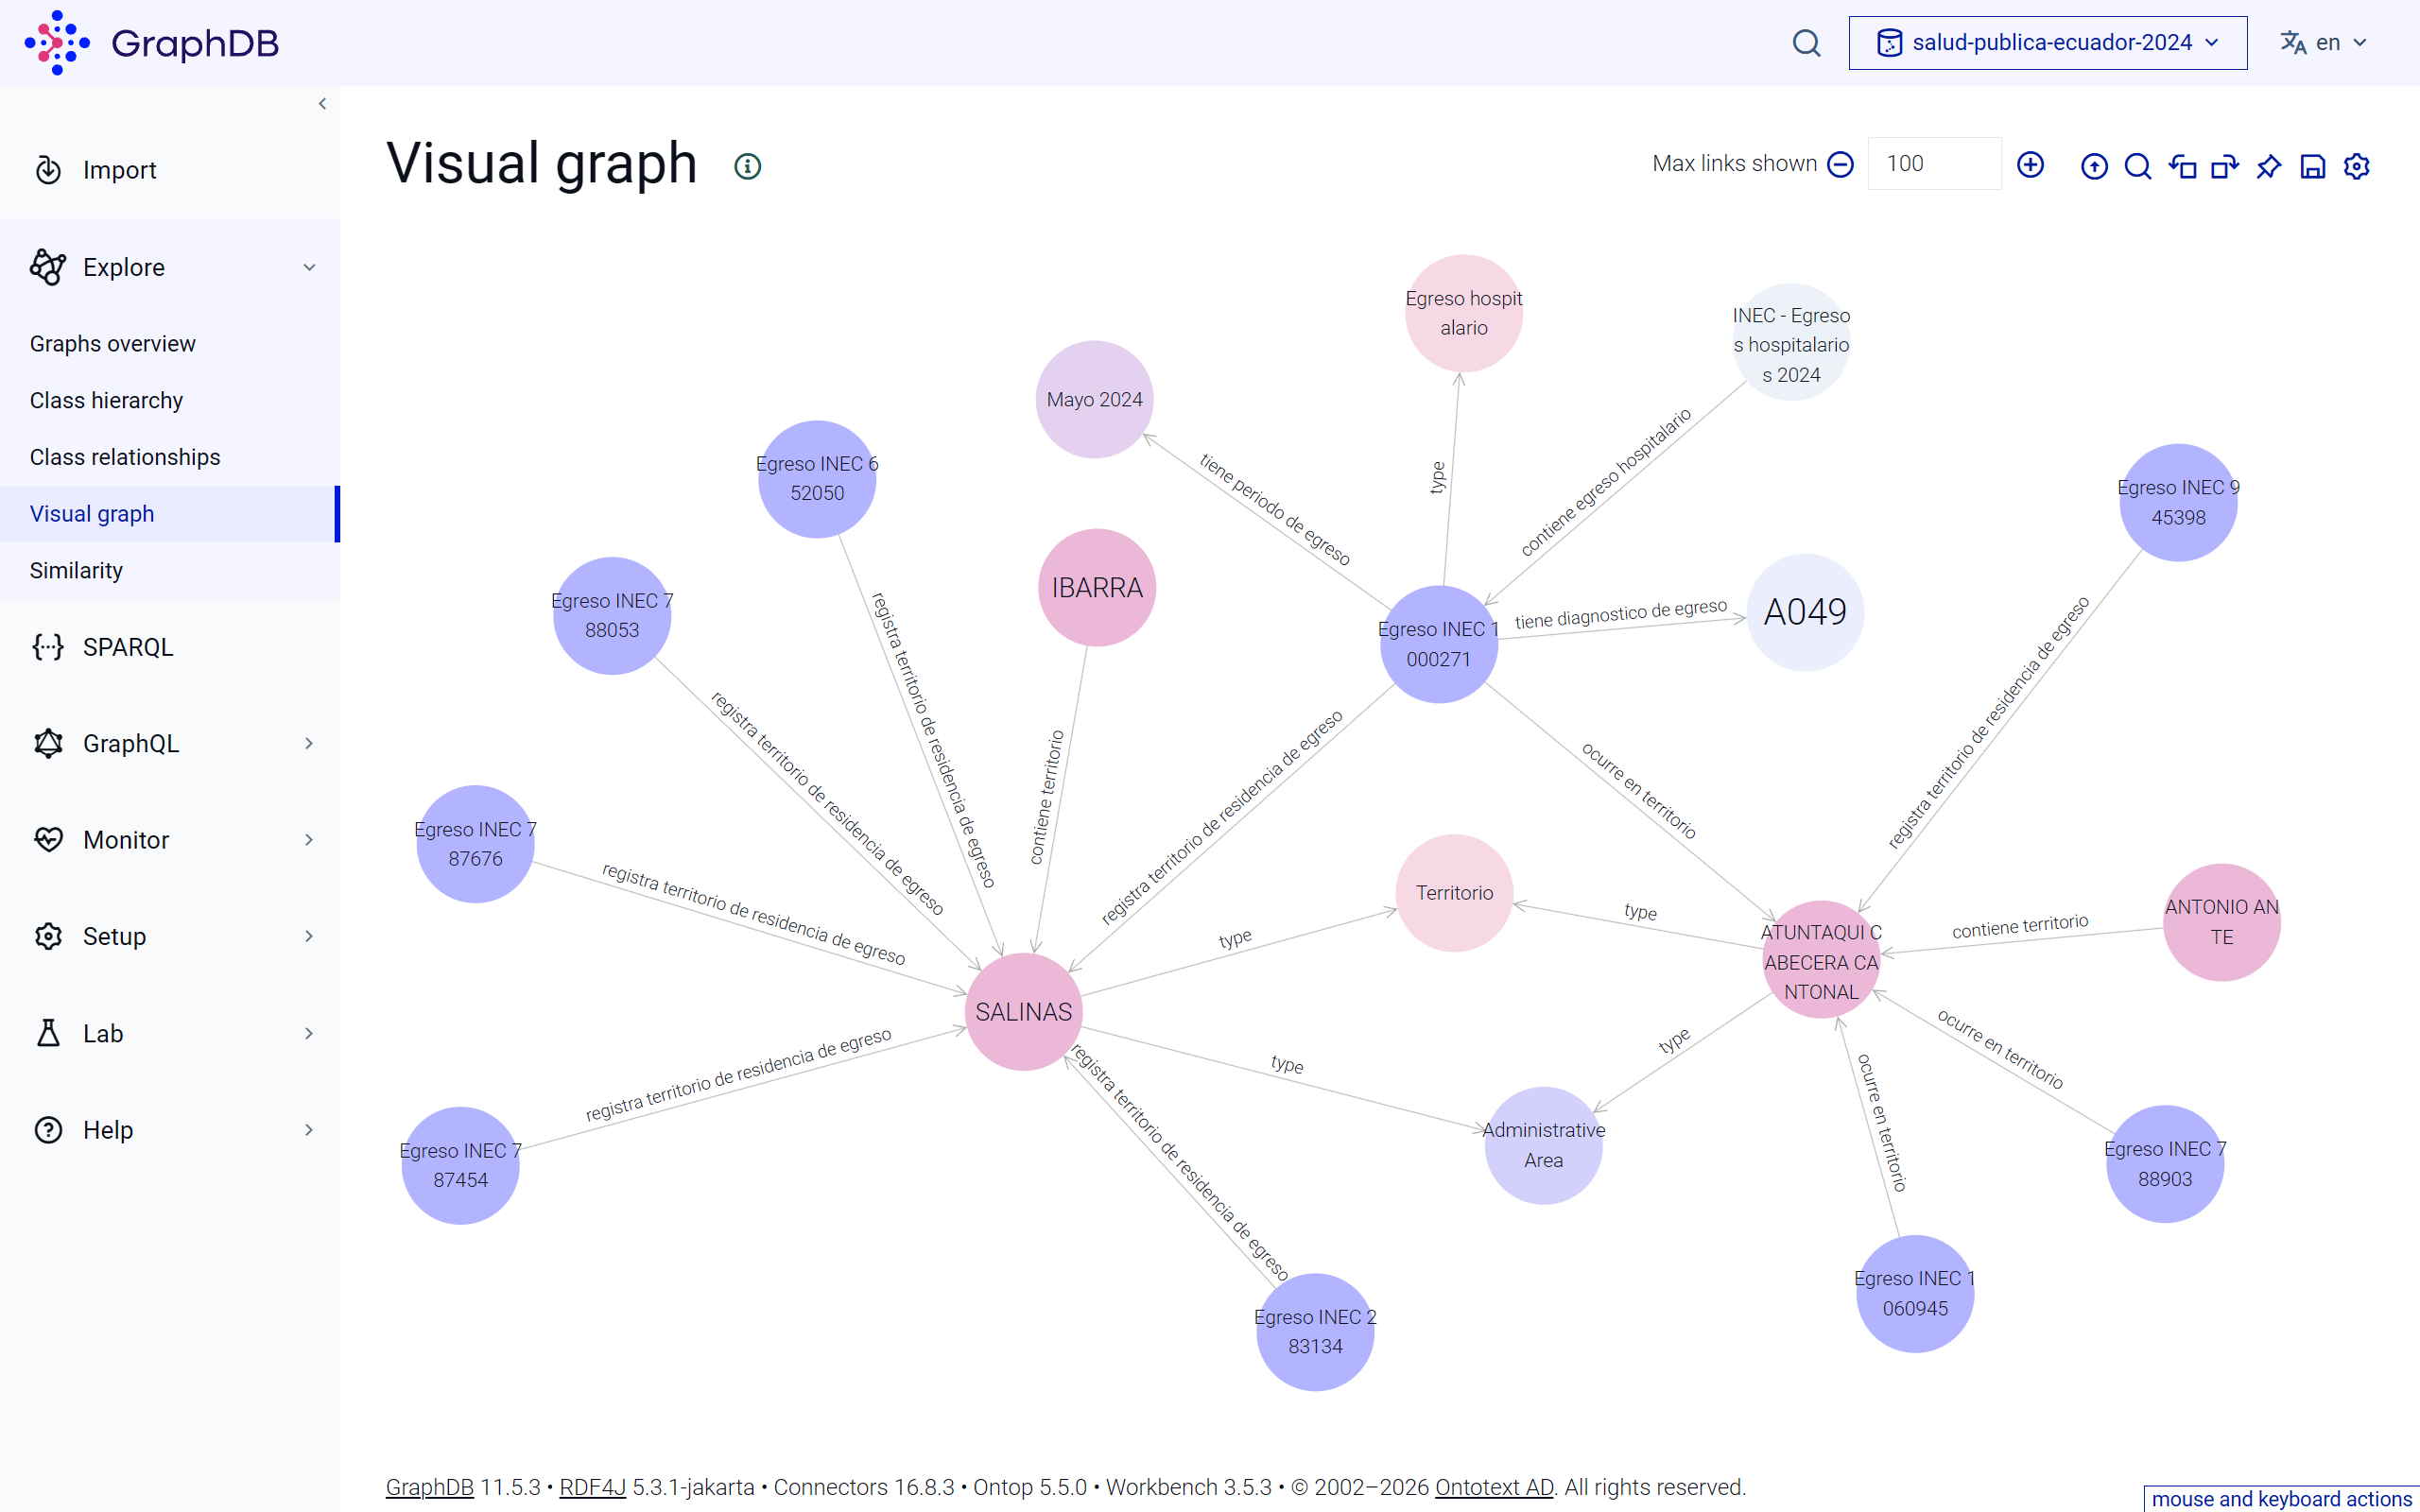 GraphDB
salud-publica-ecuador-2024
en
Import
Explore
Graphs overview
Class hierarchy
Class relationships
Visual graph
Similarity
SPARQL
GraphQL
Monitor
Setup
Lab
Help
Visual graph
Max links shown
100
Egreso hospit
alario
INEC - Egreso
s hospitalario
s 2024
Mayo 2024
Egreso INEC 6
52050
Egreso INEC 9
45398
tiene periodo de egreso
type
contiene egreso hospitalario
IBARRA
Egreso INEC 7
88053
Egreso INEC 1
000271
tiene diagnostico de egreso
A049
registra territorio de residencia de egreso
registra territorio de residencia de egreso
contiene territorio
registra territorio de residencia de egreso
ocurre en territorio
registra territorio de residencia de egreso
Egreso INEC 7
87676
registra territorio de residencia de egreso
Territorio
type
type
ATUNTAQUI C
ABECERA CA
NTONAL
contiene territorio
ANTONIO AN
TE
SALINAS
registra territorio de residencia de egreso
type
type
ocurre en territorio
ocurre en territorio
Egreso INEC 7
87454
registra territorio de residencia de egreso
Administrative
Area
Egreso INEC 7
88903
Egreso INEC 1
060945
Egreso INEC 2
83134
GraphDB 11.5.3 • RDF4J 5.3.1-jakarta • Connectors 16.8.3 • Ontop 5.5.0 • Workbench 3.5.3 • © 2002–2026 Ontotext AD. All rights reserved.
mouse and keyboard actions